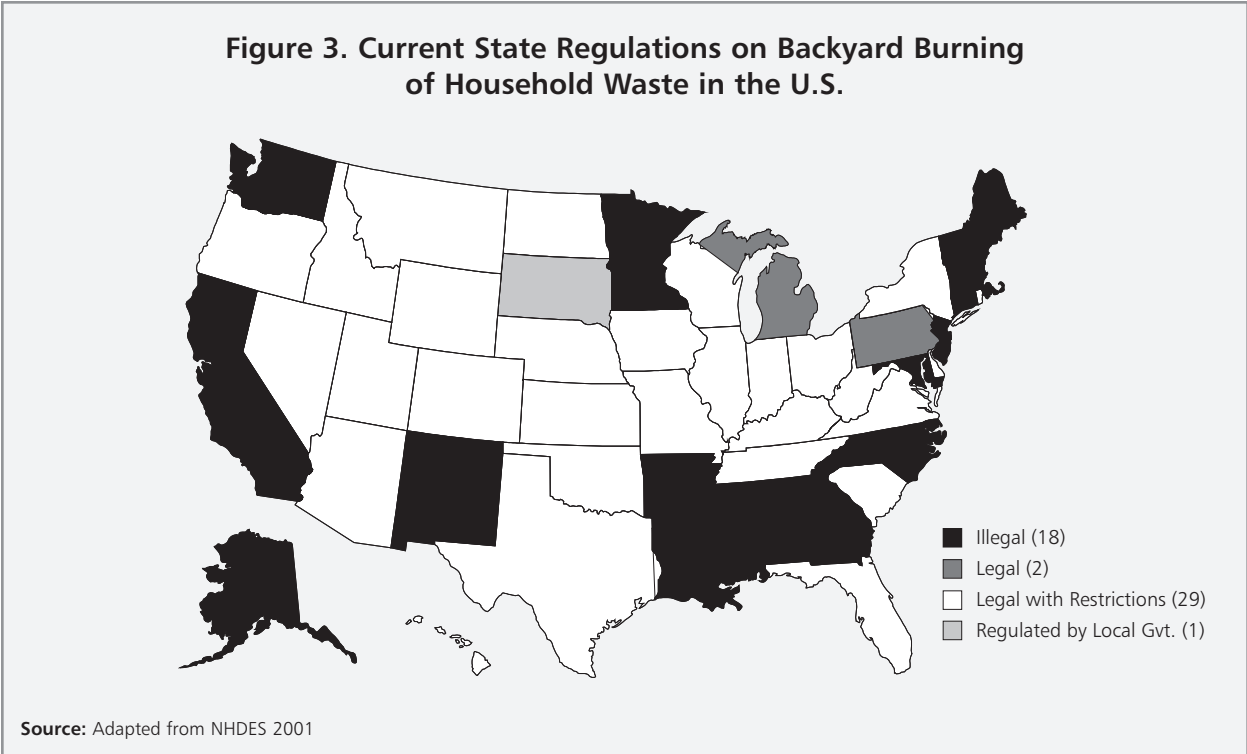 Figure 3. Current State Regulations on Backyard Burning
of Household Waste in the U.S.
Illegal (18)
Legal (2)
Legal with Restrictions (29)
Regulated by Local Gvt. (1)
Source: Adapted from NHDES 2001